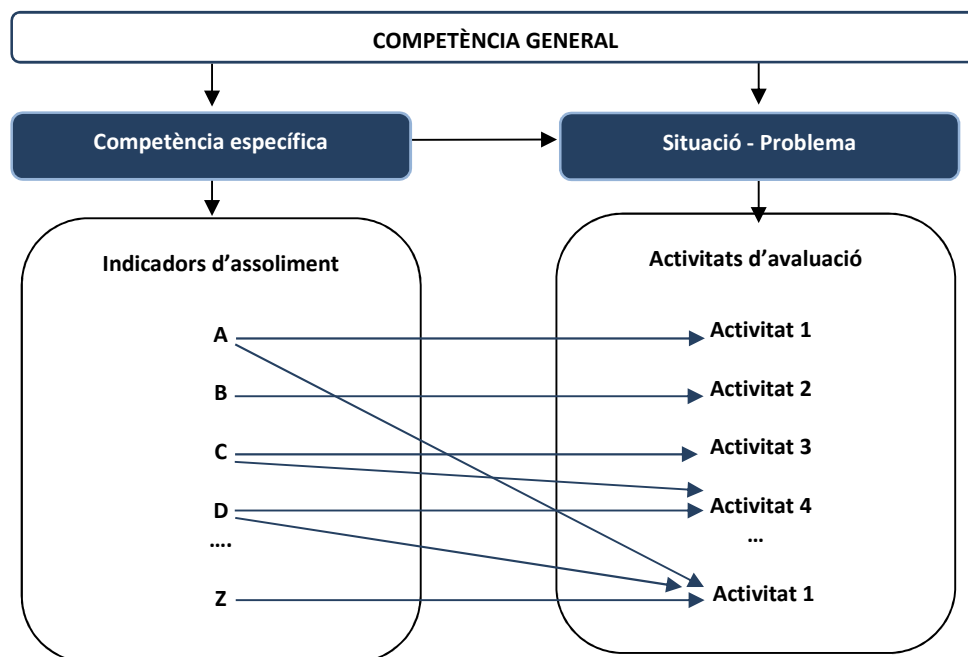 COMPETÈNCIA GENERAL
Competència específica
Situació - Problema
Indicadors d’assoliment
A
B
C
D
….
Z
Activitats d’avaluació
Activitat 1
Activitat 2
Activitat 3
Activitat 4
…
Activitat 1